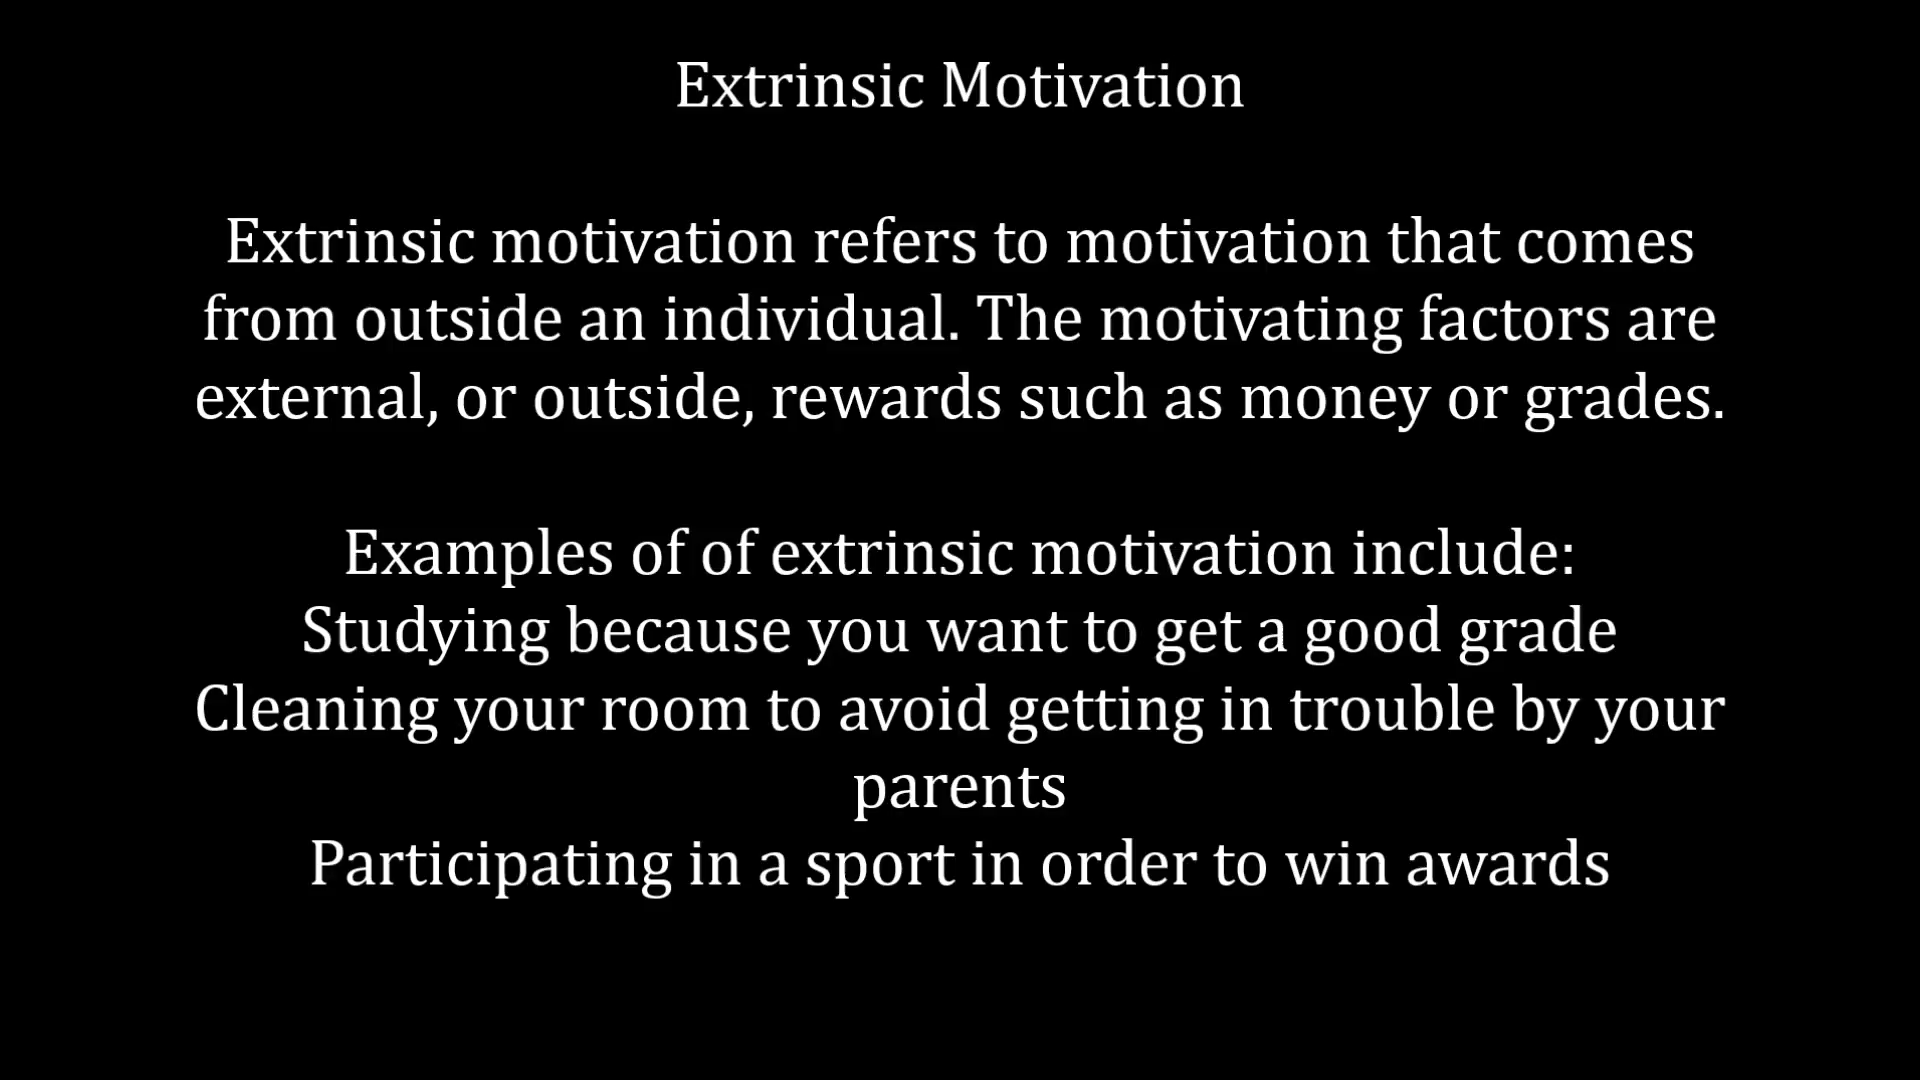 Extrinsic Motivation
Extrinsic motivation refers to motivation that comes
from outside an individual. The motivating factors are
external, or outside, rewards such as money or grades.
Examples of of extrinsic motivation include:
Studying because you want to get a good grade
Cleaning your room to avoid getting in trouble by your
parents
Participating in a sport in order to win awards